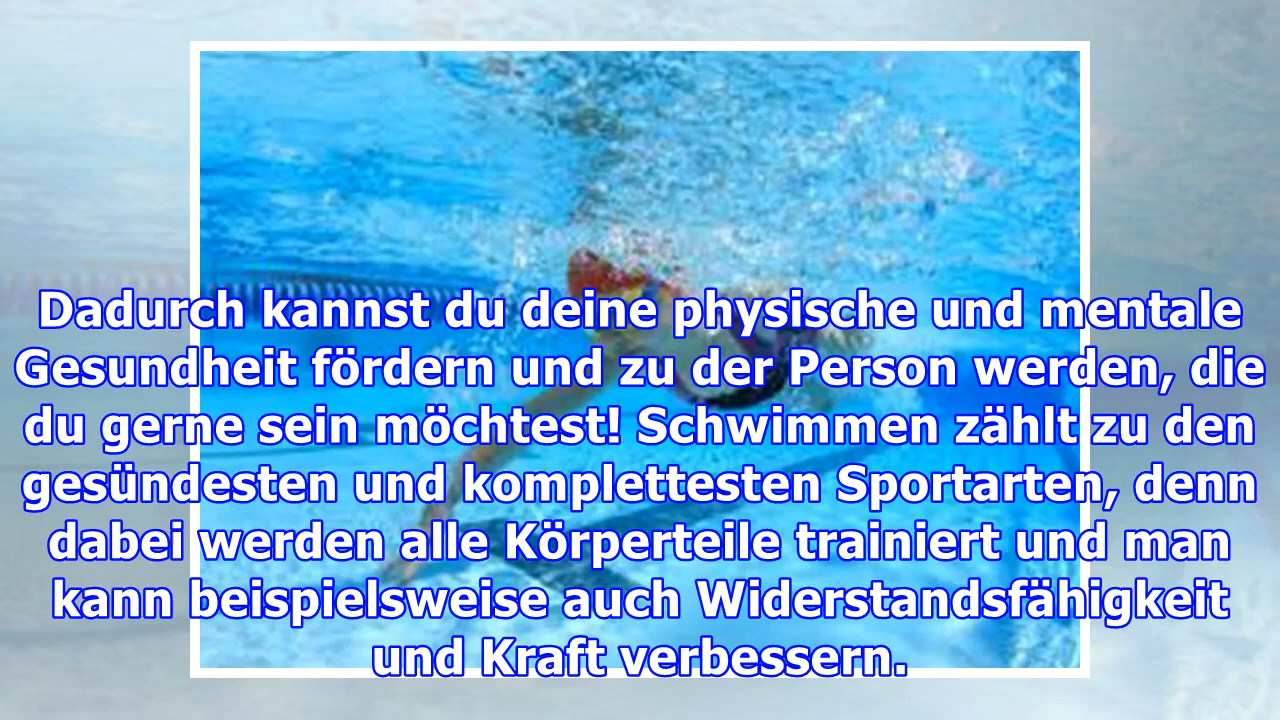 Dadurch kannst du deine physische und mentale
Gesundheit fördern und zu der Person werden, die
du gerne sein möchtest! Schwimmen zählt zu den
gesündesten und komplettesten Sportarten, denn
dabei werden alle Körperteile trainiert und man
kann beispielsweise auch Widerstandsfähigkeit
und Kraft verbessern.